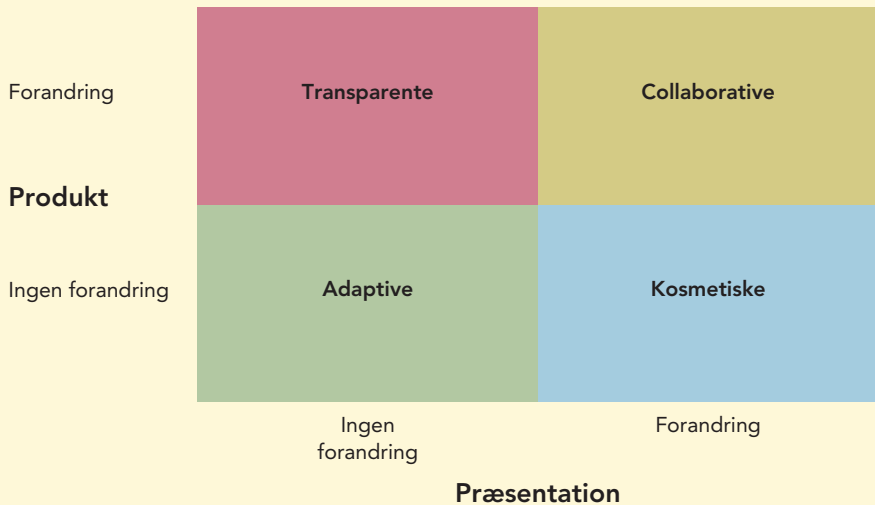 Forandring
Transparente
Collaborative
Produkt
Ingen forandring
Adaptive
Kosmetiske
Ingen
forandring
Forandring
Præsentation